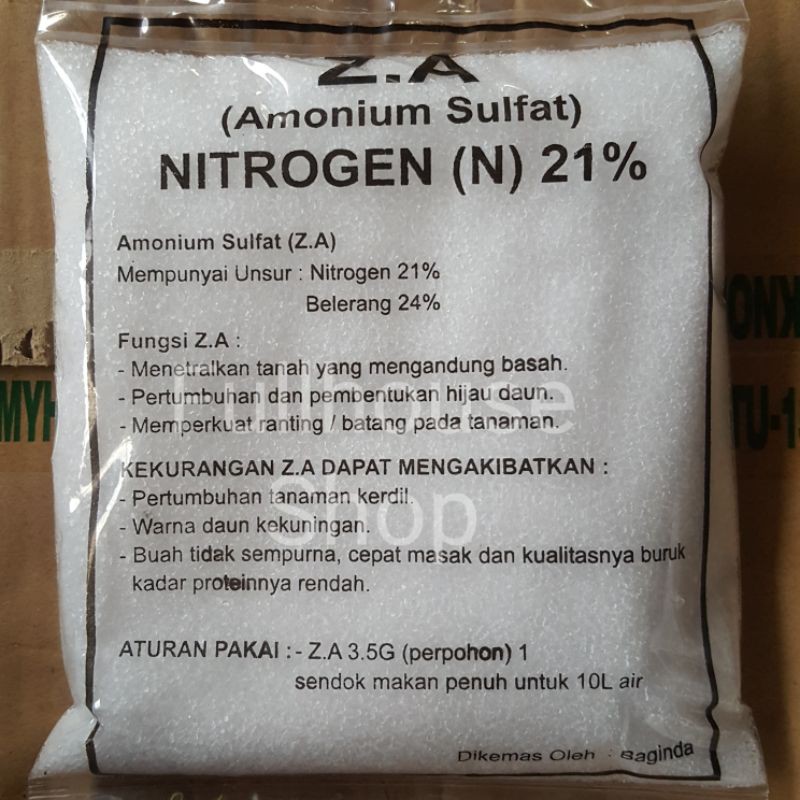 Z.A
(Amonium Sulfat)
NITROGEN (N) 21%
Amonium Sulfat (Z.A)
Mempunyai Unsur : Nitrogen 21%
Belerang 24%
Fungsi Z.A :
- Menetralkan tanah yang mengandung basah.
- Pertumbuhan dan pembentukan hijau daun.
- Memperkuat ranting / batang pada tanaman.
Fullhouse
Shop
KEKURANGAN Z.A DAPAT MENGAKIBATKAN :
- Pertumbuhan tanaman kerdil.
- Warna daun kekuningan.
- Buah tidak sempurna, cepat masak dan kualitasnya buruk
kadar proteinnya rendah.
ATURAN PAKAI : - Z.A 3.5G (perpohon) 1
sendok makan penuh untuk 10L air
Dikemas Oleh : Baginda